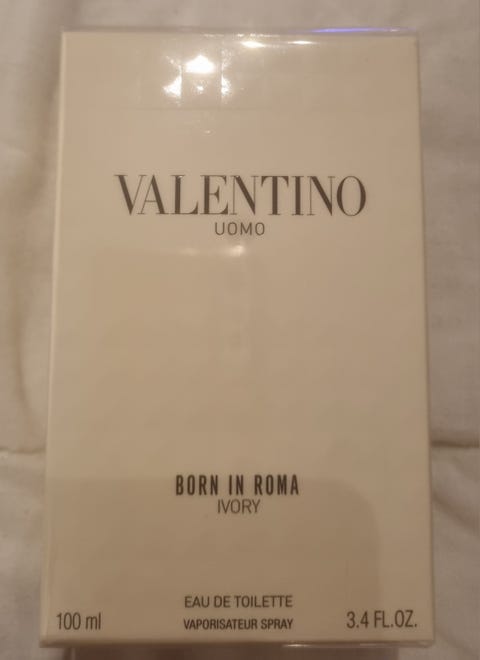 VALENTINO
UOMO
BORN IN ROMA
IVORY
EAU DE TOILETTE
100 ml VAPORISATEUR SPRAY 3.4 FL.OZ.